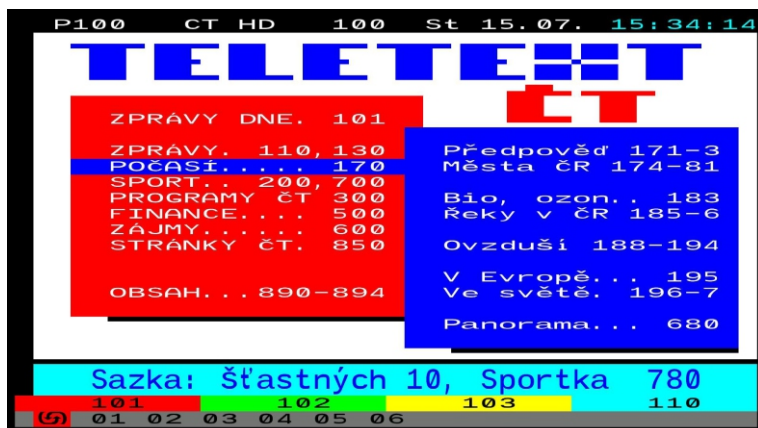 P100 CT HD 100 St 15.07. 15:34:14
TELETEXT
ČT
ZPRÁVY DNE. 101
ZPRÁVY. 110,130
POČASÍ..... 170
SPORT.. 200,700
PROGRAMY ČT 300
FINANCE.... 500
ZÁJMY...... 600
STRÁNKY ČT. 850
OBSAH...890-894
Předpověď 171-3
Města ČR 174-81
Bio, ozon.. 183
Řeky v ČR 185-6
Ovzduší 188-194
V Evropě... 195
Ve světě. 196-7
Panorama... 680
Sazka: Šťastných 10, Sportka 780
101 102 103 110
01 02 03 04 05 06